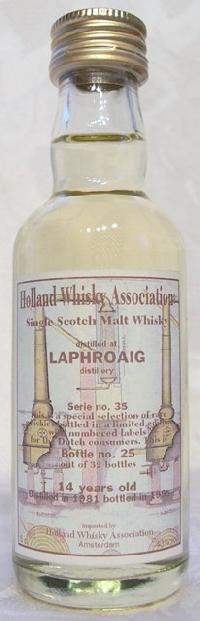 Holland Whisky Association
Single Scotch Malt Whisky
distilled at
LAPHROAIG
distillery
Serie no. 35
a special selection of rare
bottled in a limited edition
numbered labels
for the Dutch consumers. This is
Bottle no. 25
out of 32 bottles
14 years old
Distilled in 1981 bottled in 1995
imported by
Holland Whisky Association
Amsterdam